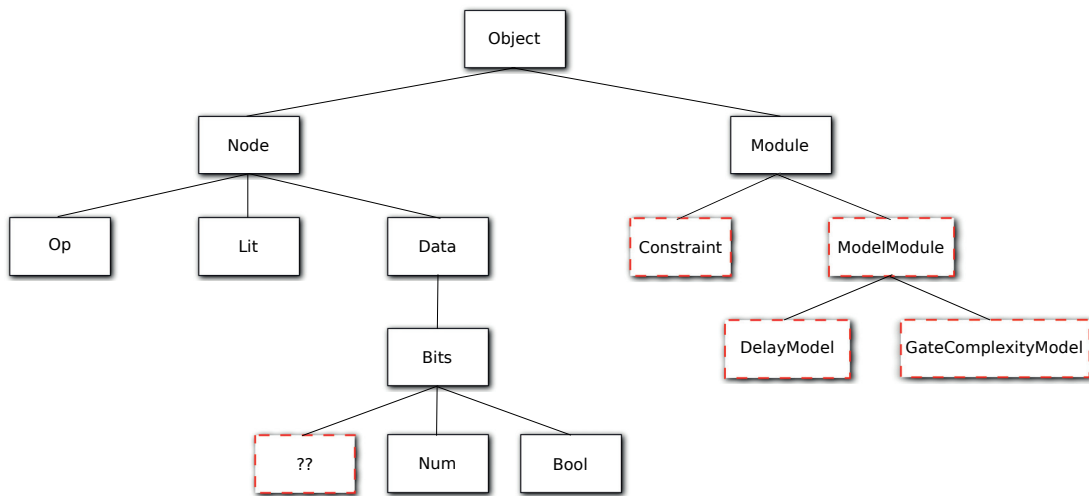 Object
Node
Module
Op
Lit
Data
Constraint
ModelModule
Bits
DelayModel
GateComplexityModel
??
Num
Bool